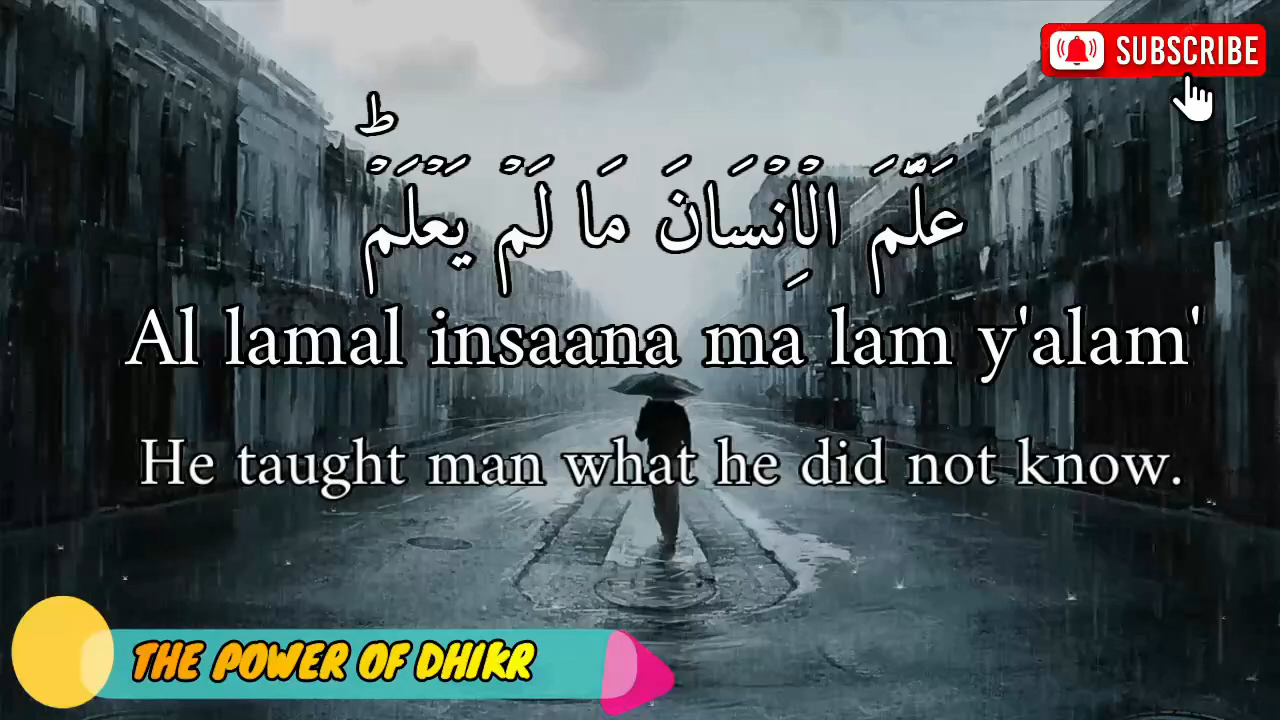 SUBSCRIBE
عَلَّمَ الْاِنْسَانَ مَا لَمْ يَعْلَمْؕ
Al lamal insaana ma lam y'alam'
He taught man what he did not know.
THE POWER OF DHIKR